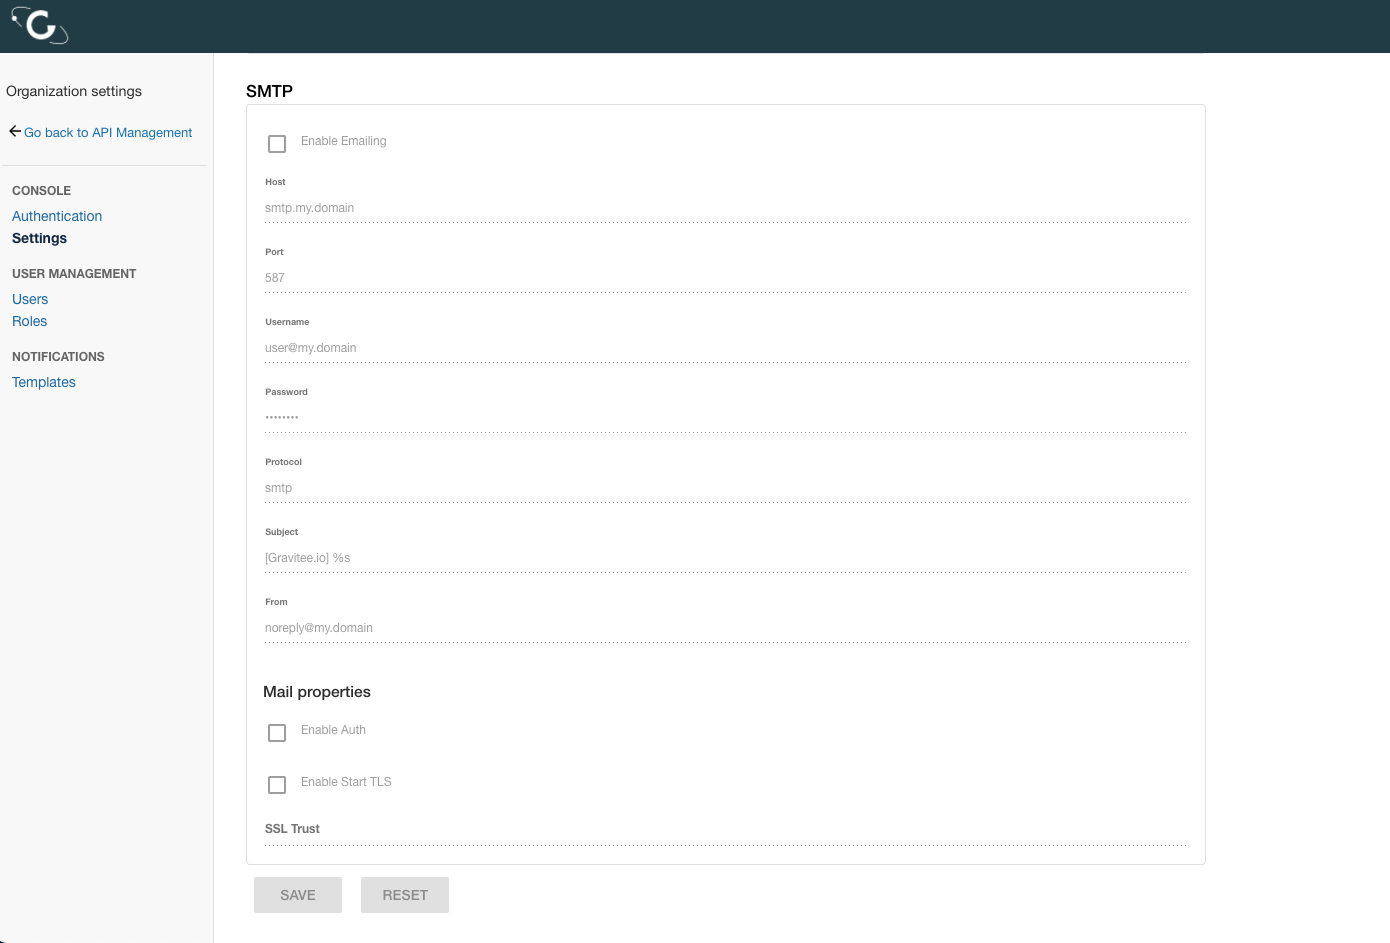 Organization settings
Go back to API Management
CONSOLE
Authentication
Settings
USER MANAGEMENT
Users
Roles
NOTIFICATIONS
Templates
SMTP
Enable Emailing
Host
smtp.my.domain
Port
587
Username
user@my.domain
Password
••••••••
Protocol
smtp
Subject
[Gravitee.io] %s
From
noreply@my.domain
Mail properties
Enable Auth
Enable Start TLS
SSL Trust
SAVE
RESET